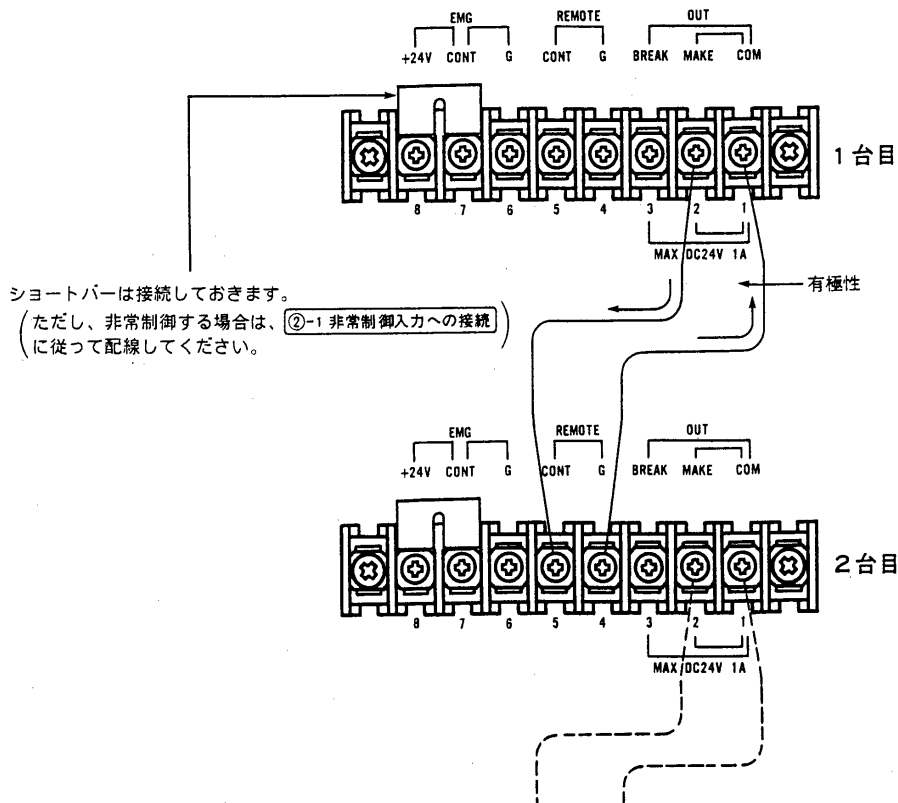 EMG REMOTE OUT
+24V CONT G CONT G BREAK MAKE COM
1台目
8 7 6 5 4 3 2 1
MAX DC24V 1A
有極性
ショートバーは接続しておきます。
(ただし、非常制御する場合は、②-1 非常制御入力への接続
に従って配線してください。)
EMG REMOTE OUT
+24V CONT G CONT G BREAK MAKE COM
2台目
8 7 6 5 4 3 2 1
MAX DC24V 1A